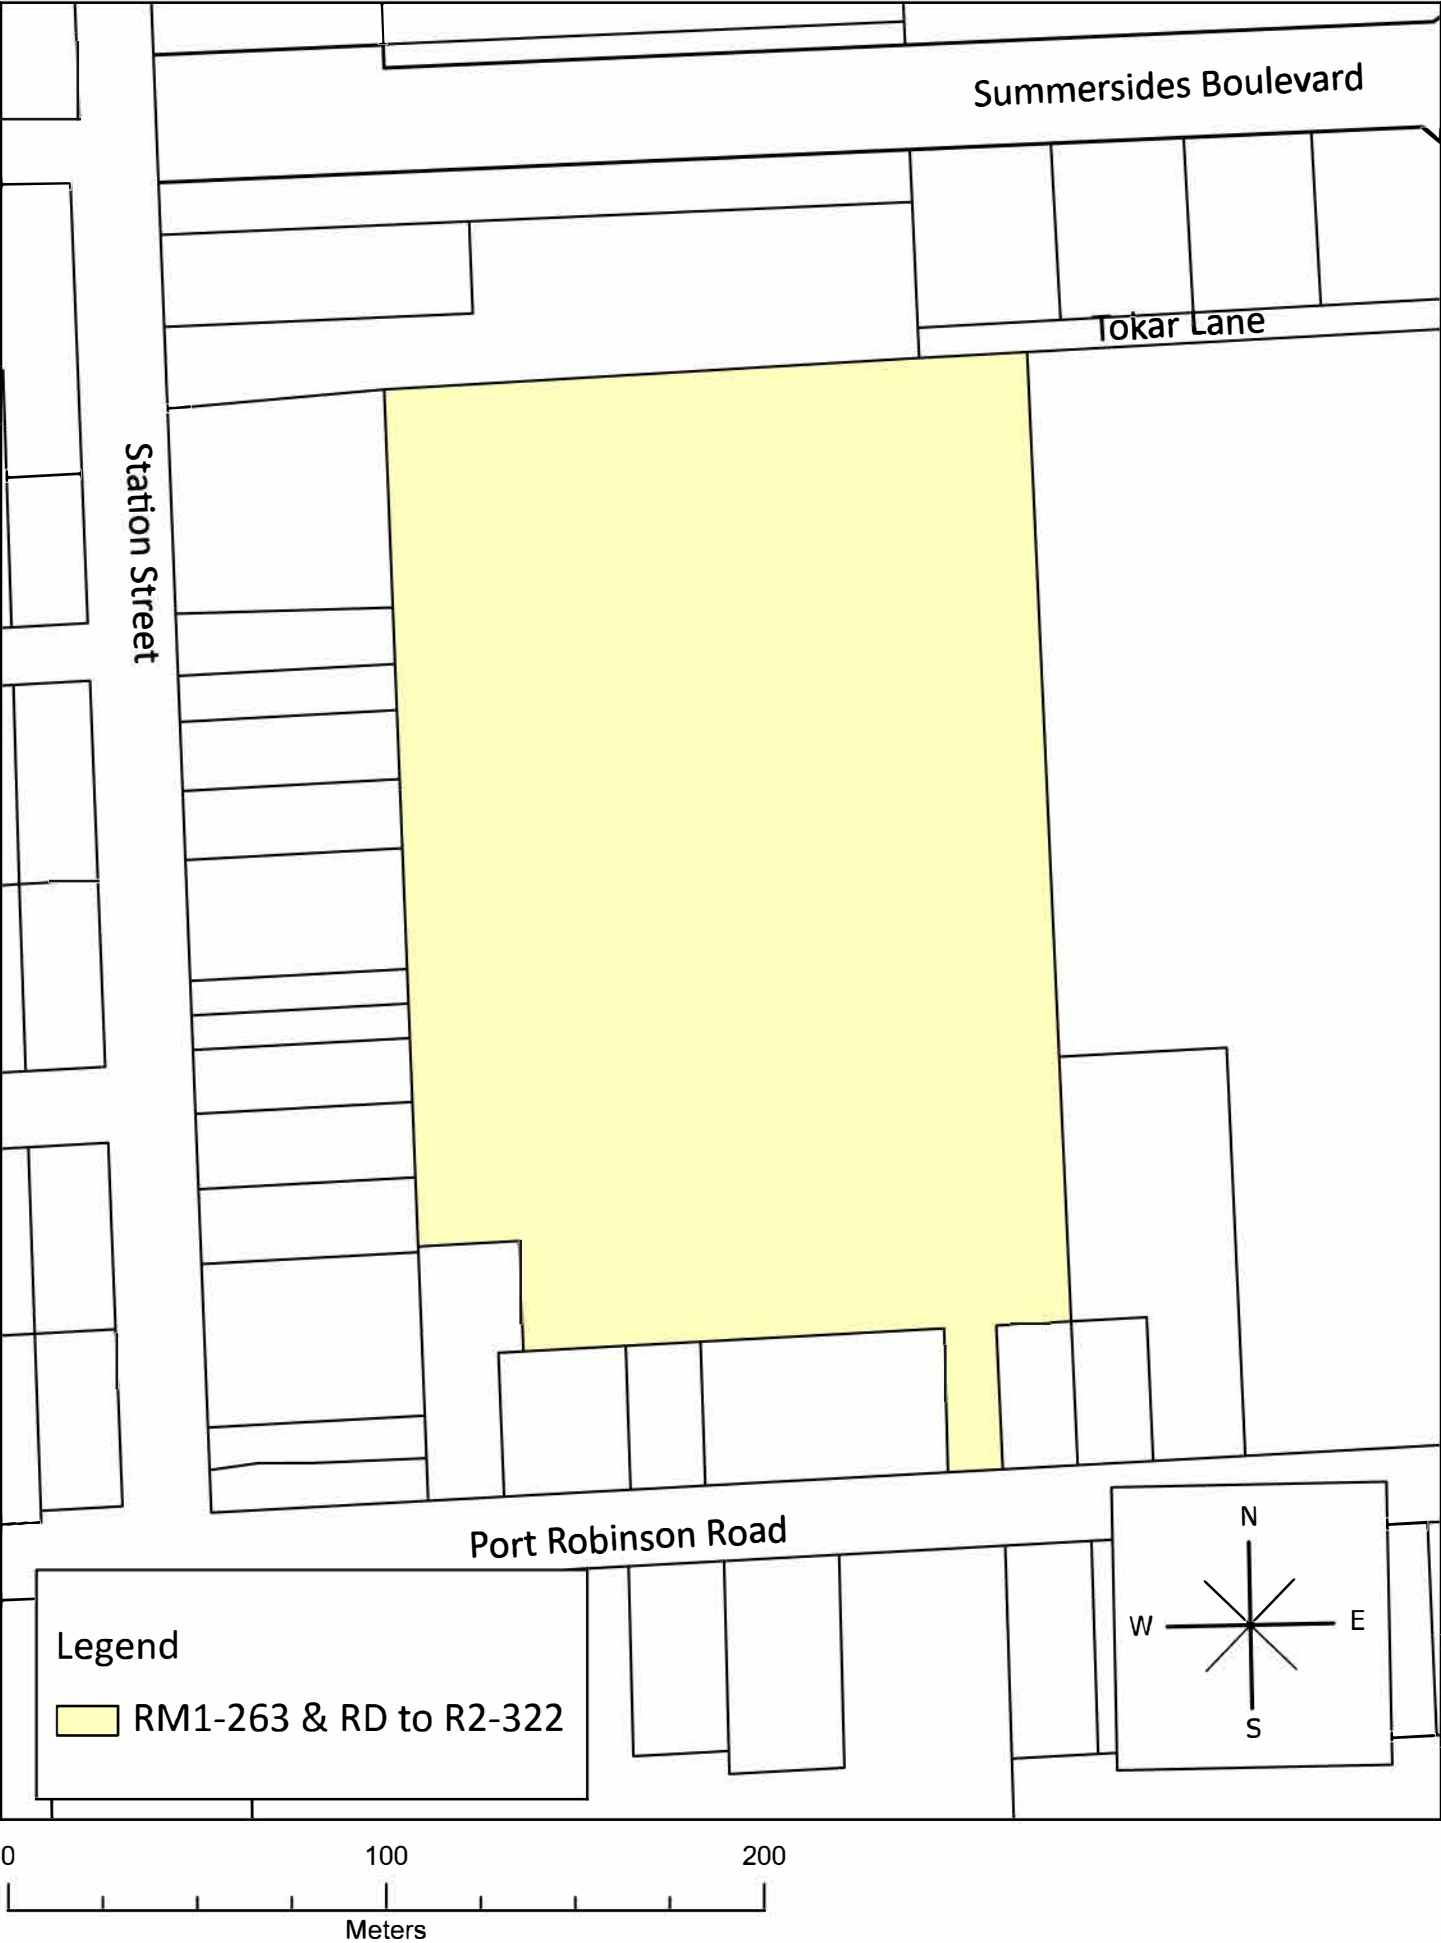 Summersides Boulevard
Tokar Lane
Station Street
Port Robinson Road
N
W
E
S
Legend
RM1-263 & RD to R2-322
0
100
200
Meters